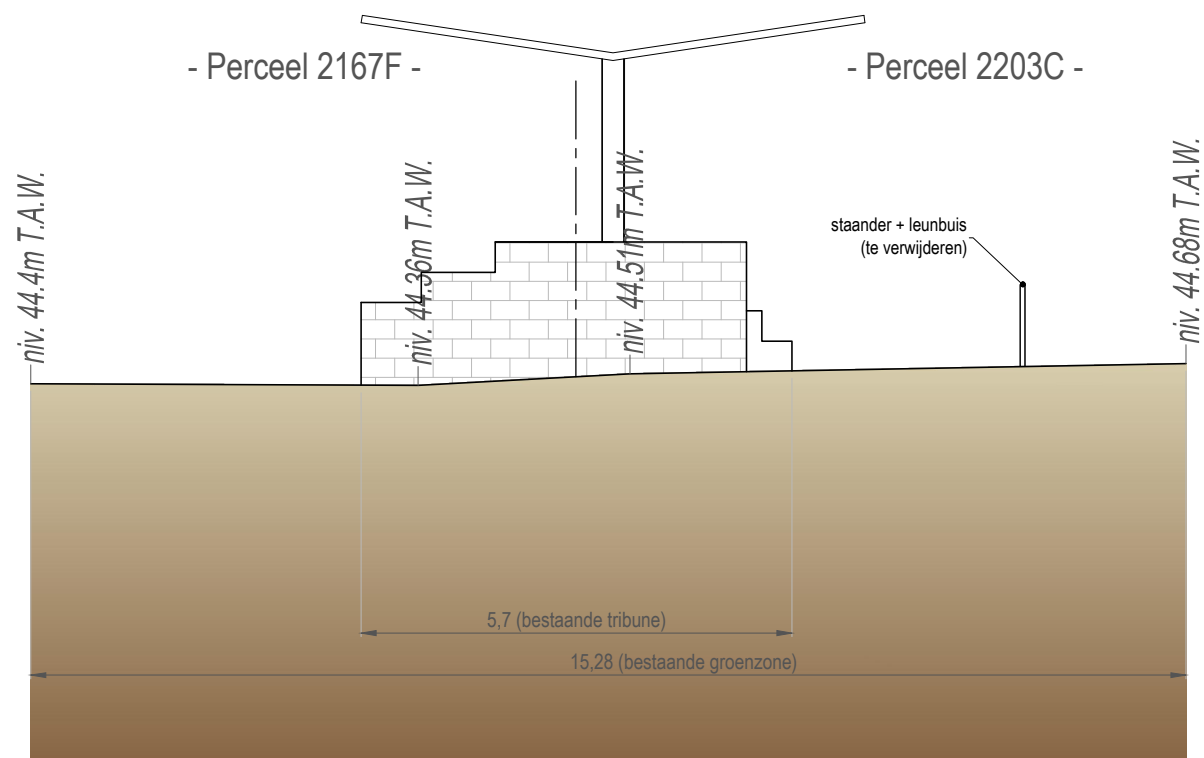 - Perceel 2167F -
- Perceel 2203C -
niv. 44.4m T.A.W.
niv. 44.36m T.A.W.
niv. 44.51m T.A.W.
niv. 44.68m T.A.W.
staander + leunbuis
(te verwijderen)
5,7 (bestaande tribune)
15,28 (bestaande groenzone)